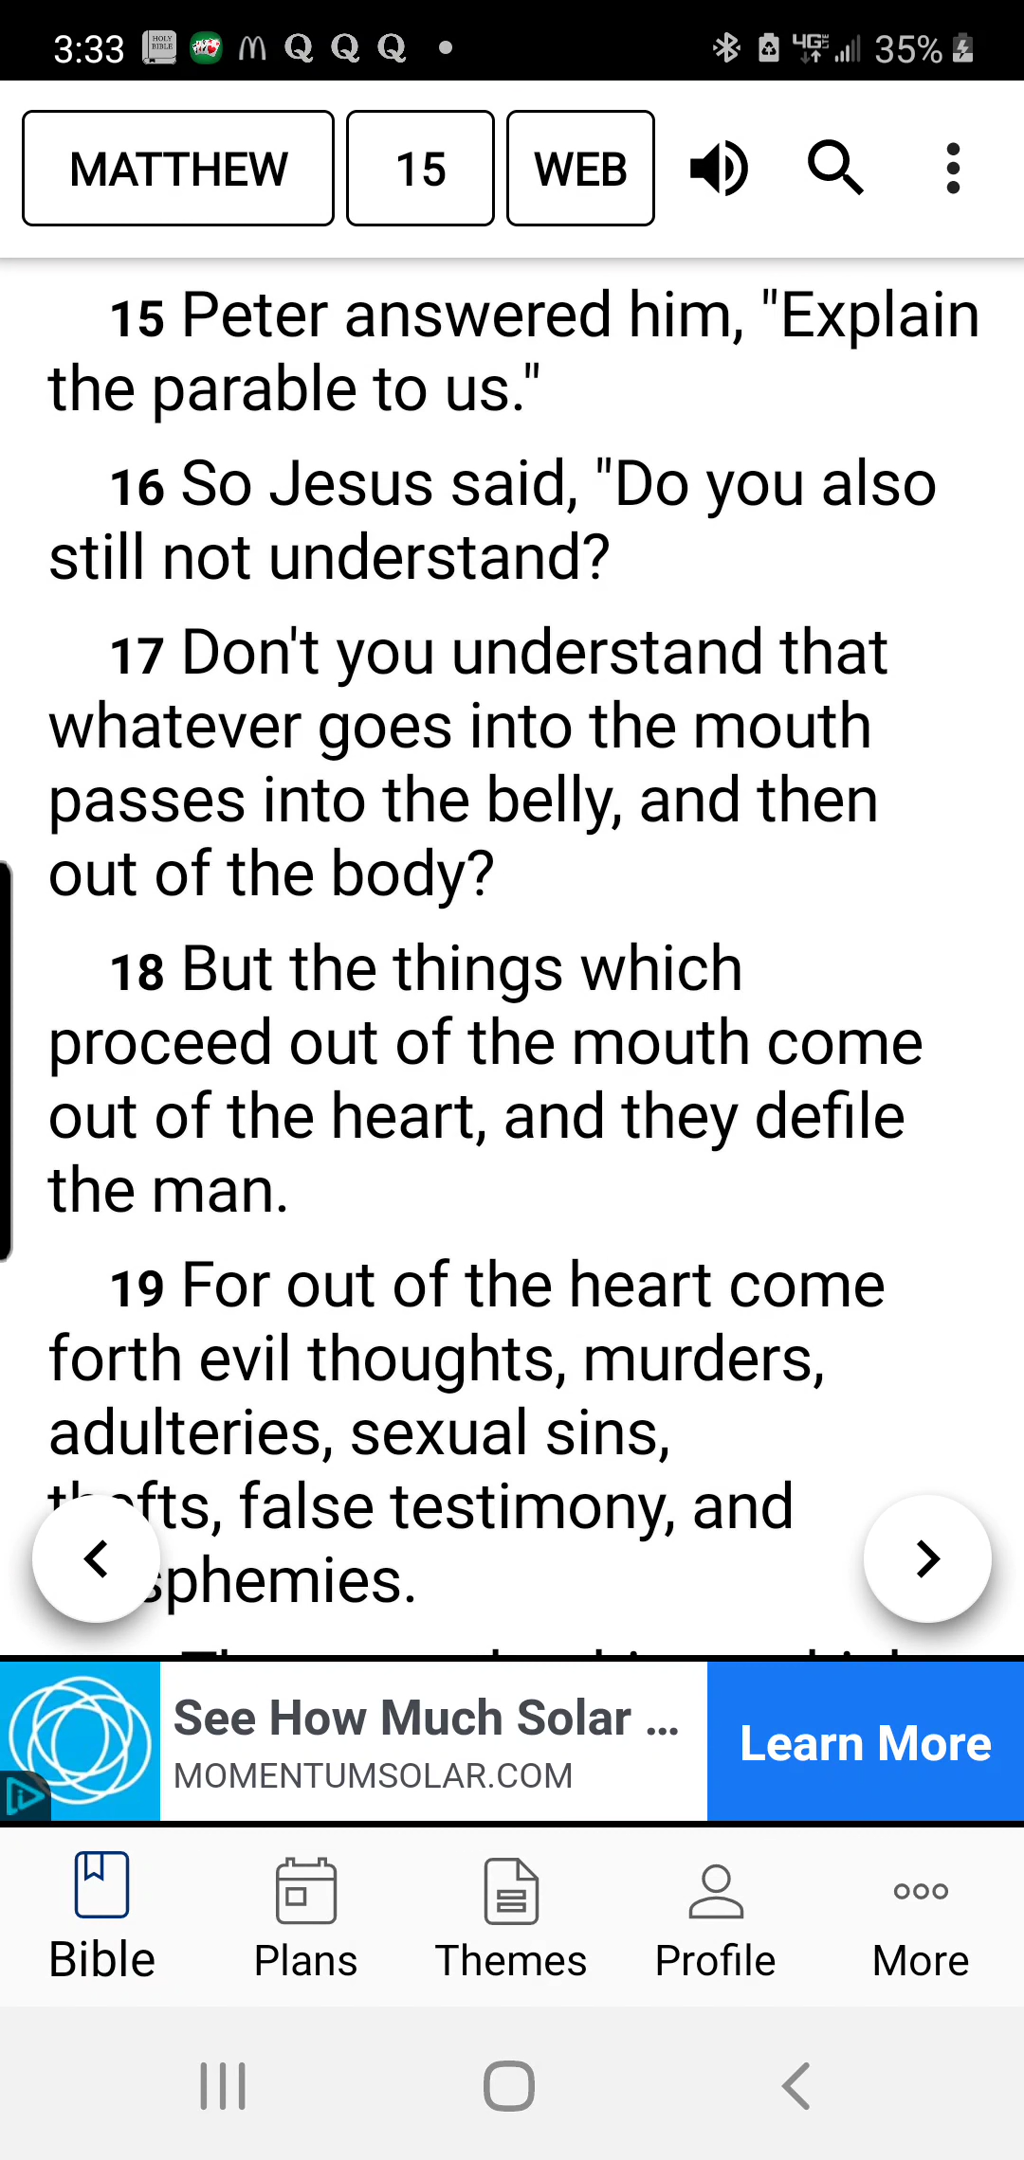 3:33 HOLY BIBLE Q Q Q 4GE LTE 35%
MATTHEW 15 WEB
15 Peter answered him, "Explain
the parable to us."
16 So Jesus said, "Do you also
still not understand?
17 Don't you understand that
whatever goes into the mouth
passes into the belly, and then
out of the body?
18 But the things which
proceed out of the mouth come
out of the heart, and they defile
the man.
19 For out of the heart come
forth evil thoughts, murders,
adulteries, sexual sins,
thefts, false testimony, and
See How Much Solar ...
MOMENTUMSOLAR.COM
Learn More
Bible Plans Themes Profile More